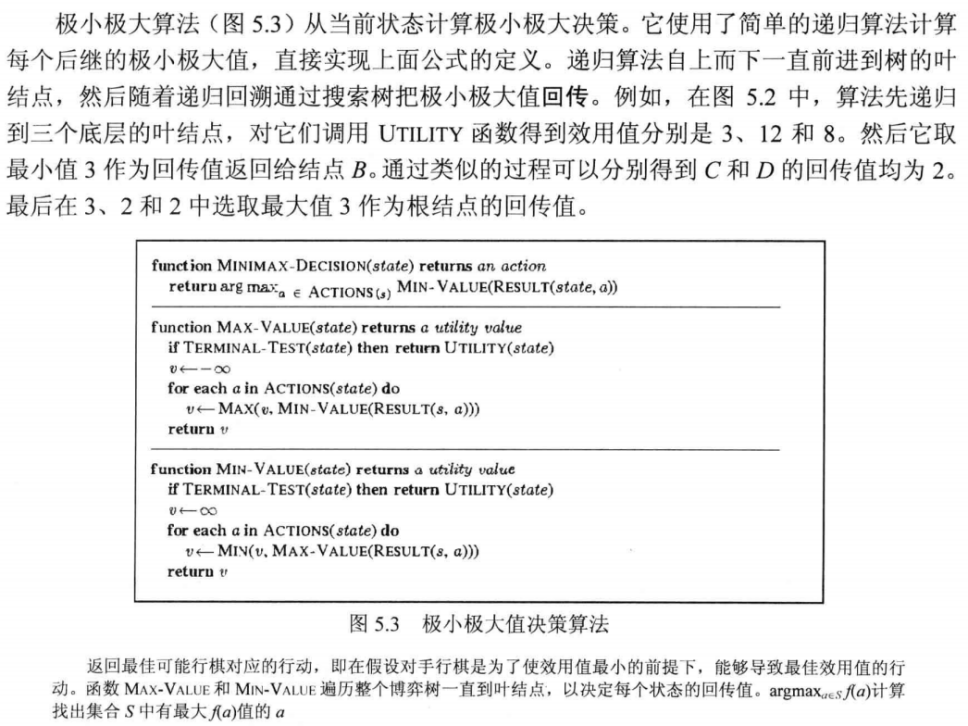 极小极大算法（图 5.3）从当前状态计算极小极大决策。它使用了简单的递归算法计算
每个后继的极小极大值，直接实现上面公式的定义。递归算法自上而下一直前进到树的叶
结点，然后随着递归回溯通过搜索树把极小极大值回传。例如，在图 5.2 中，算法先递归
到三个底层的叶结点，对它们调用 UTILITY 函数得到效用值分别是 3、12 和 8。然后它取
最小值 3 作为回传值返回给结点 B。通过类似的过程可以分别得到 C 和 D 的回传值均为 2。
最后在 3、2 和 2 中选取最大值 3 作为根结点的回传值。
function MINIMAX-DECISION(state) returns an action
return arg max a ∈ ACTIONS(s) MIN-VALUE(RESULT(state, a))
function MAX-VALUE(state) returns a utility value
if TERMINAL-TEST(state) then return UTILITY(state)
v ← −∞
for each a in ACTIONS(state) do
v ← MAX(v, MIN-VALUE(RESULT(s, a)))
return v
function MIN-VALUE(state) returns a utility value
if TERMINAL-TEST(state) then return UTILITY(state)
v ← ∞
for each a in ACTIONS(state) do
v ← MIN(v, MAX-VALUE(RESULT(s, a)))
return v
图 5.3 极小极大值决策算法
返回最佳可能行棋对应的行动，即在假设对手行棋是为了使效用值最小的前提下，能够导致最佳效用值的行
动。函数 MAX-VALUE 和 MIN-VALUE 遍历整个博弈树一直到叶结点，以决定每个状态的回传值。argmaxa∈S f(a)计算
找出集合 S 中有最大 f(a)值的 a